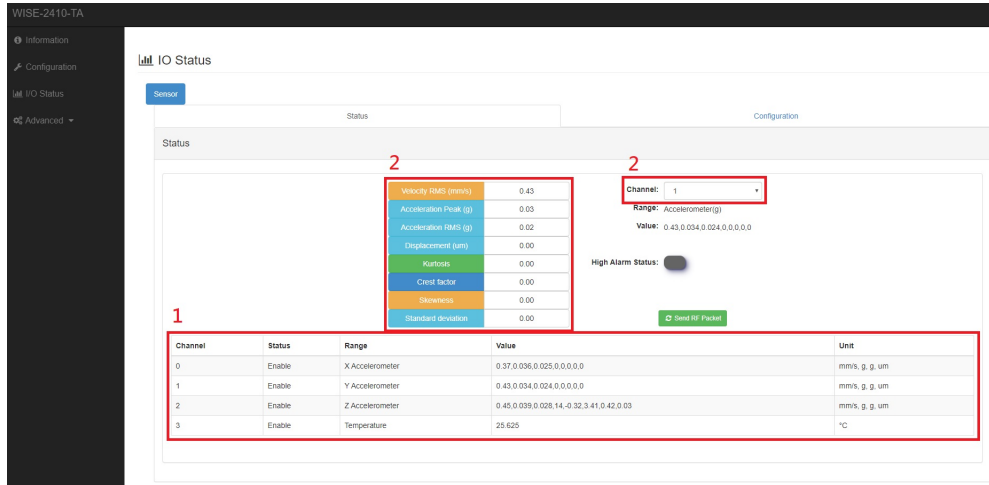 WISE-2410-TA
Information
Configuration
I/O Status
Advanced
IO Status
Sensor
Status Configuration
Status
2 2
Velocity RMS (mm/s) 0.43
Acceleration Peak (g) 0.03
Acceleration RMS (g) 0.02
Displacement (um) 0.00
Kurtosis 0.00
Crest factor 0.00
Skewness 0.00
Standard deviation 0.00
Channel: 1
Range: Accelerometer(g)
Value: 0.43,0.034,0.024,0,0,0,0,0
High Alarm Status:
Send RF Packet
1
Channel Status Range Value Unit
0 Enable X Accelerometer 0.37,0.036,0.025,0,0,0,0,0 mm/s, g, g, um
1 Enable Y Accelerometer 0.43,0.034,0.024,0,0,0,0,0 mm/s, g, g, um
2 Enable Z Accelerometer 0.45,0.039,0.028,14,-0.32,3.41,0.42,0.03 mm/s, g, g, um
3 Enable Temperature 25.625 °C